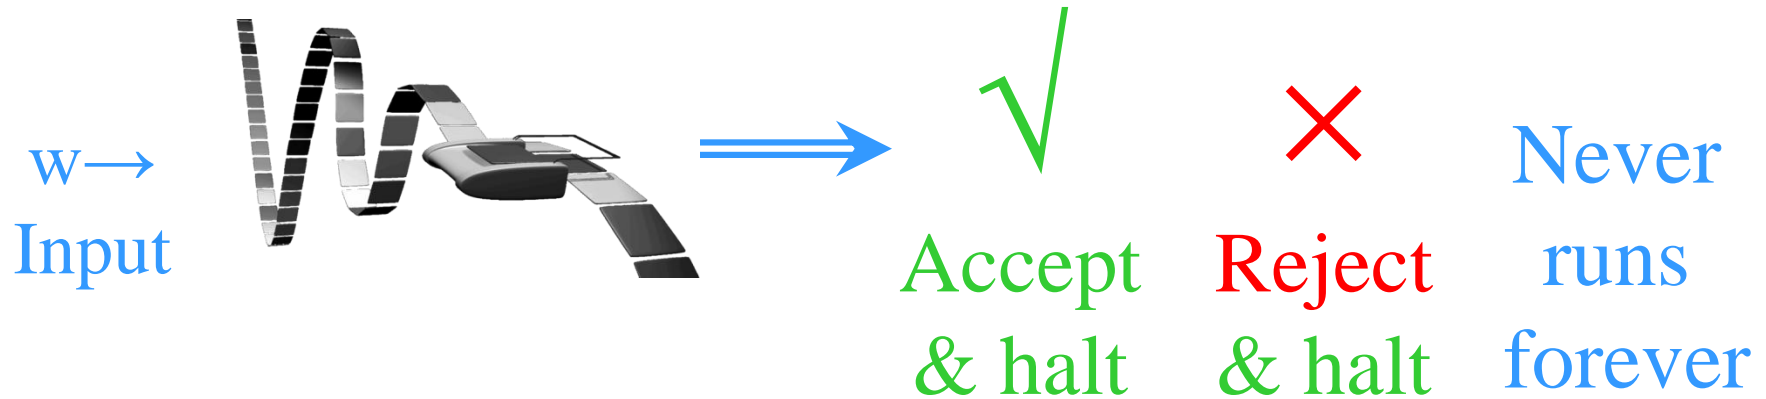 w→
Input
√
Accept
& halt
×
Reject
& halt
Never
runs
forever